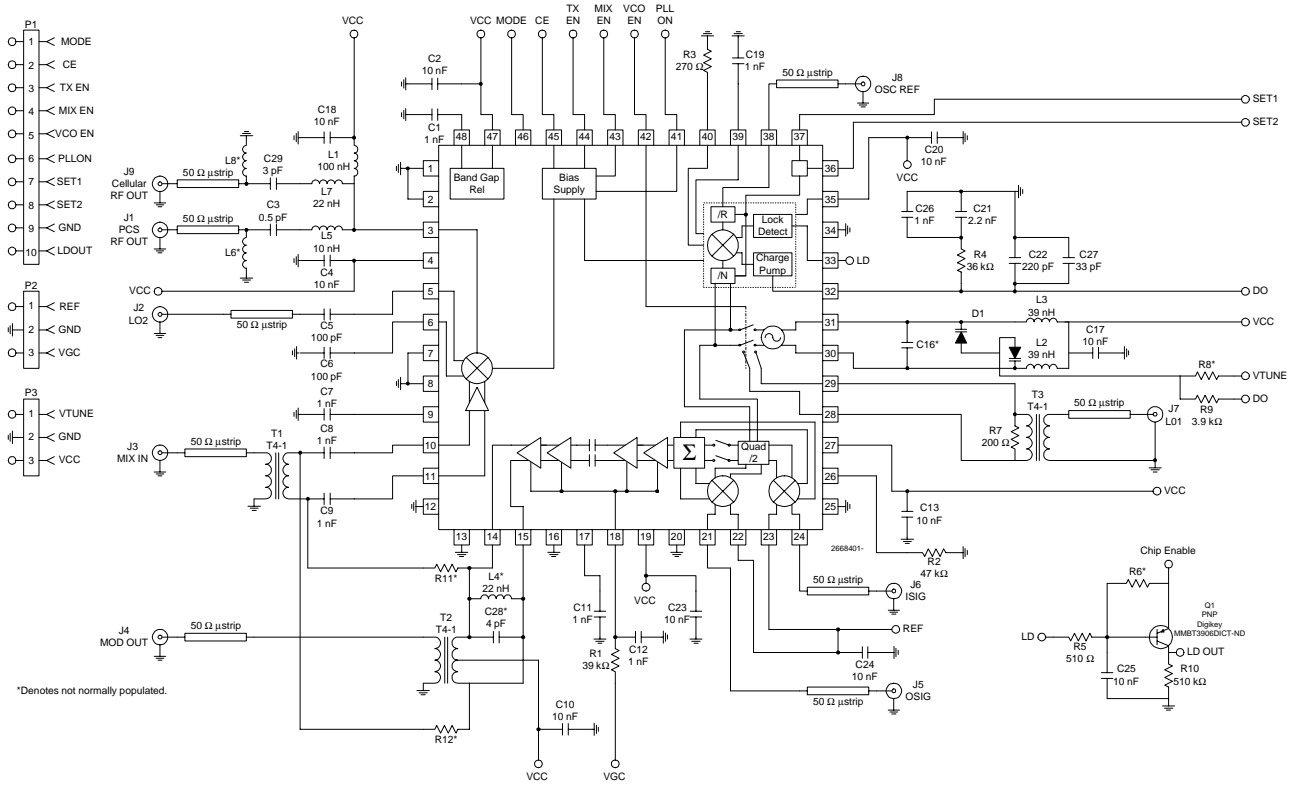 P1
1 MODE
2 CE
3 TX EN
4 MIX EN
5 VCO EN
6 PLLON
7 SET1
8 SET2
9 GND
10 LDOUT
P2
1 REF
2 GND
3 VGC
P3
1 VTUNE
2 GND
3 VCC
J9
Cellular
RF OUT
50 Ω µstrip
L8*
C29
3 pF
L7
22 nH
C18
10 nF
L1
100 nH
VCC
J1
PCS
RF OUT
50 Ω µstrip
L6*
C3
0.5 pF
L5
10 nH
C4
10 nF
VCC
J2
LO2
50 Ω µstrip
C5
100 pF
C6
100 pF
C7
1 nF
J3
MIX IN
50 Ω µstrip
T1
T4-1
C8
1 nF
C9
1 nF
J4
MOD OUT
50 Ω µstrip
R11*
L4*
22 nH
C28*
4 pF
T2
T4-1
R12*
*Denotes not normally populated.
C2
10 nF
C1
1 nF
VCC
MODE
CE
TX
EN
MIX
EN
VCO
EN
PLL
ON
R3
270 Ω
C19
1 nF
50 Ω µstrip
J8
OSC REF
SET1
SET2
48
47
46
45
44
43
42
41
40
39
38
37
1
2
3
4
5
6
7
8
9
10
11
12
Band Gap
Rel
Bias
Supply
/R
Lock
Detect
Charge
Pump
/N
Σ
Quad
/2
36
35
34
33
32
31
30
29
28
27
26
25
13
14
15
16
17
18
19
20
21
22
23
24
C20
10 nF
VCC
LD
C26
1 nF
C21
2.2 nF
R4
36 kΩ
C22
220 pF
C27
33 pF
DO
L3
39 nH
VCC
D1
C16*
L2
39 nH
C17
10 nF
R8*
VTUNE
DO
R9
3.9 kΩ
T3
T4-1
50 Ω µstrip
J7
L01
R7
200 Ω
VCC
C13
10 nF
2668401-
R2
47 kΩ
50 Ω µstrip
J6
ISIG
REF
C24
10 nF
50 Ω µstrip
J5
OSIG
C11
1 nF
R1
39 kΩ
C12
1 nF
VCC
C23
10 nF
C10
10 nF
VCC
VGC
Chip Enable
R6*
Q1
PNP
Digikey
MMBT3906DICT-ND
LD
R5
510 Ω
LD OUT
C25
10 nF
R10
510 kΩ